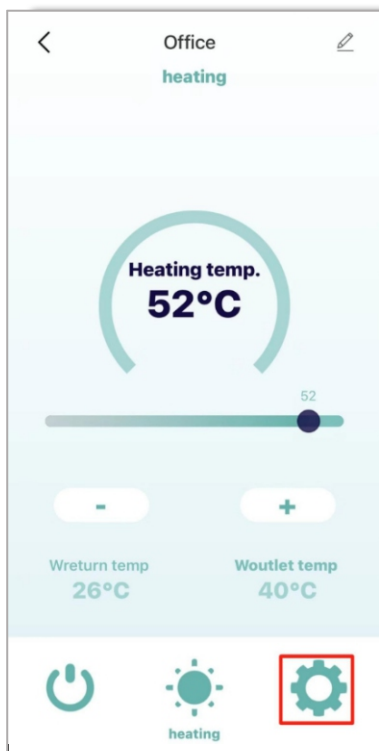 Office
heating
Heating temp.
52°C
52
- +
Wreturn temp Woutlet temp
26°C 40°C
heating